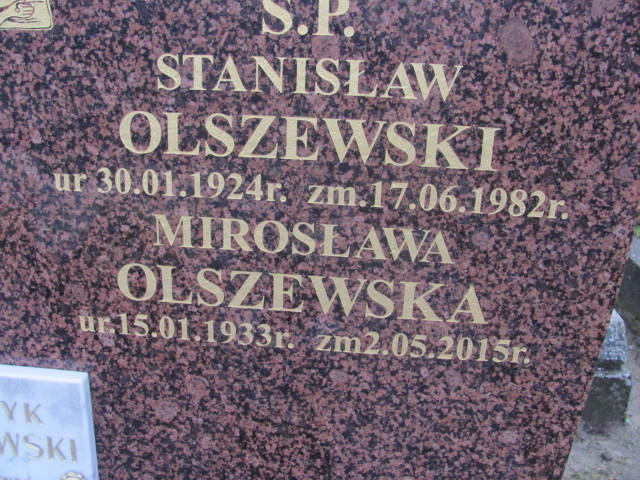 Ś.P.
STANISŁAW
OLSZEWSKI
ur 30.01.1924r. zm.17.06.1982r.
MIROSŁAWA
OLSZEWSKA
ur.15.01.1933r. zm2.05.2015r.
YK
WSKI